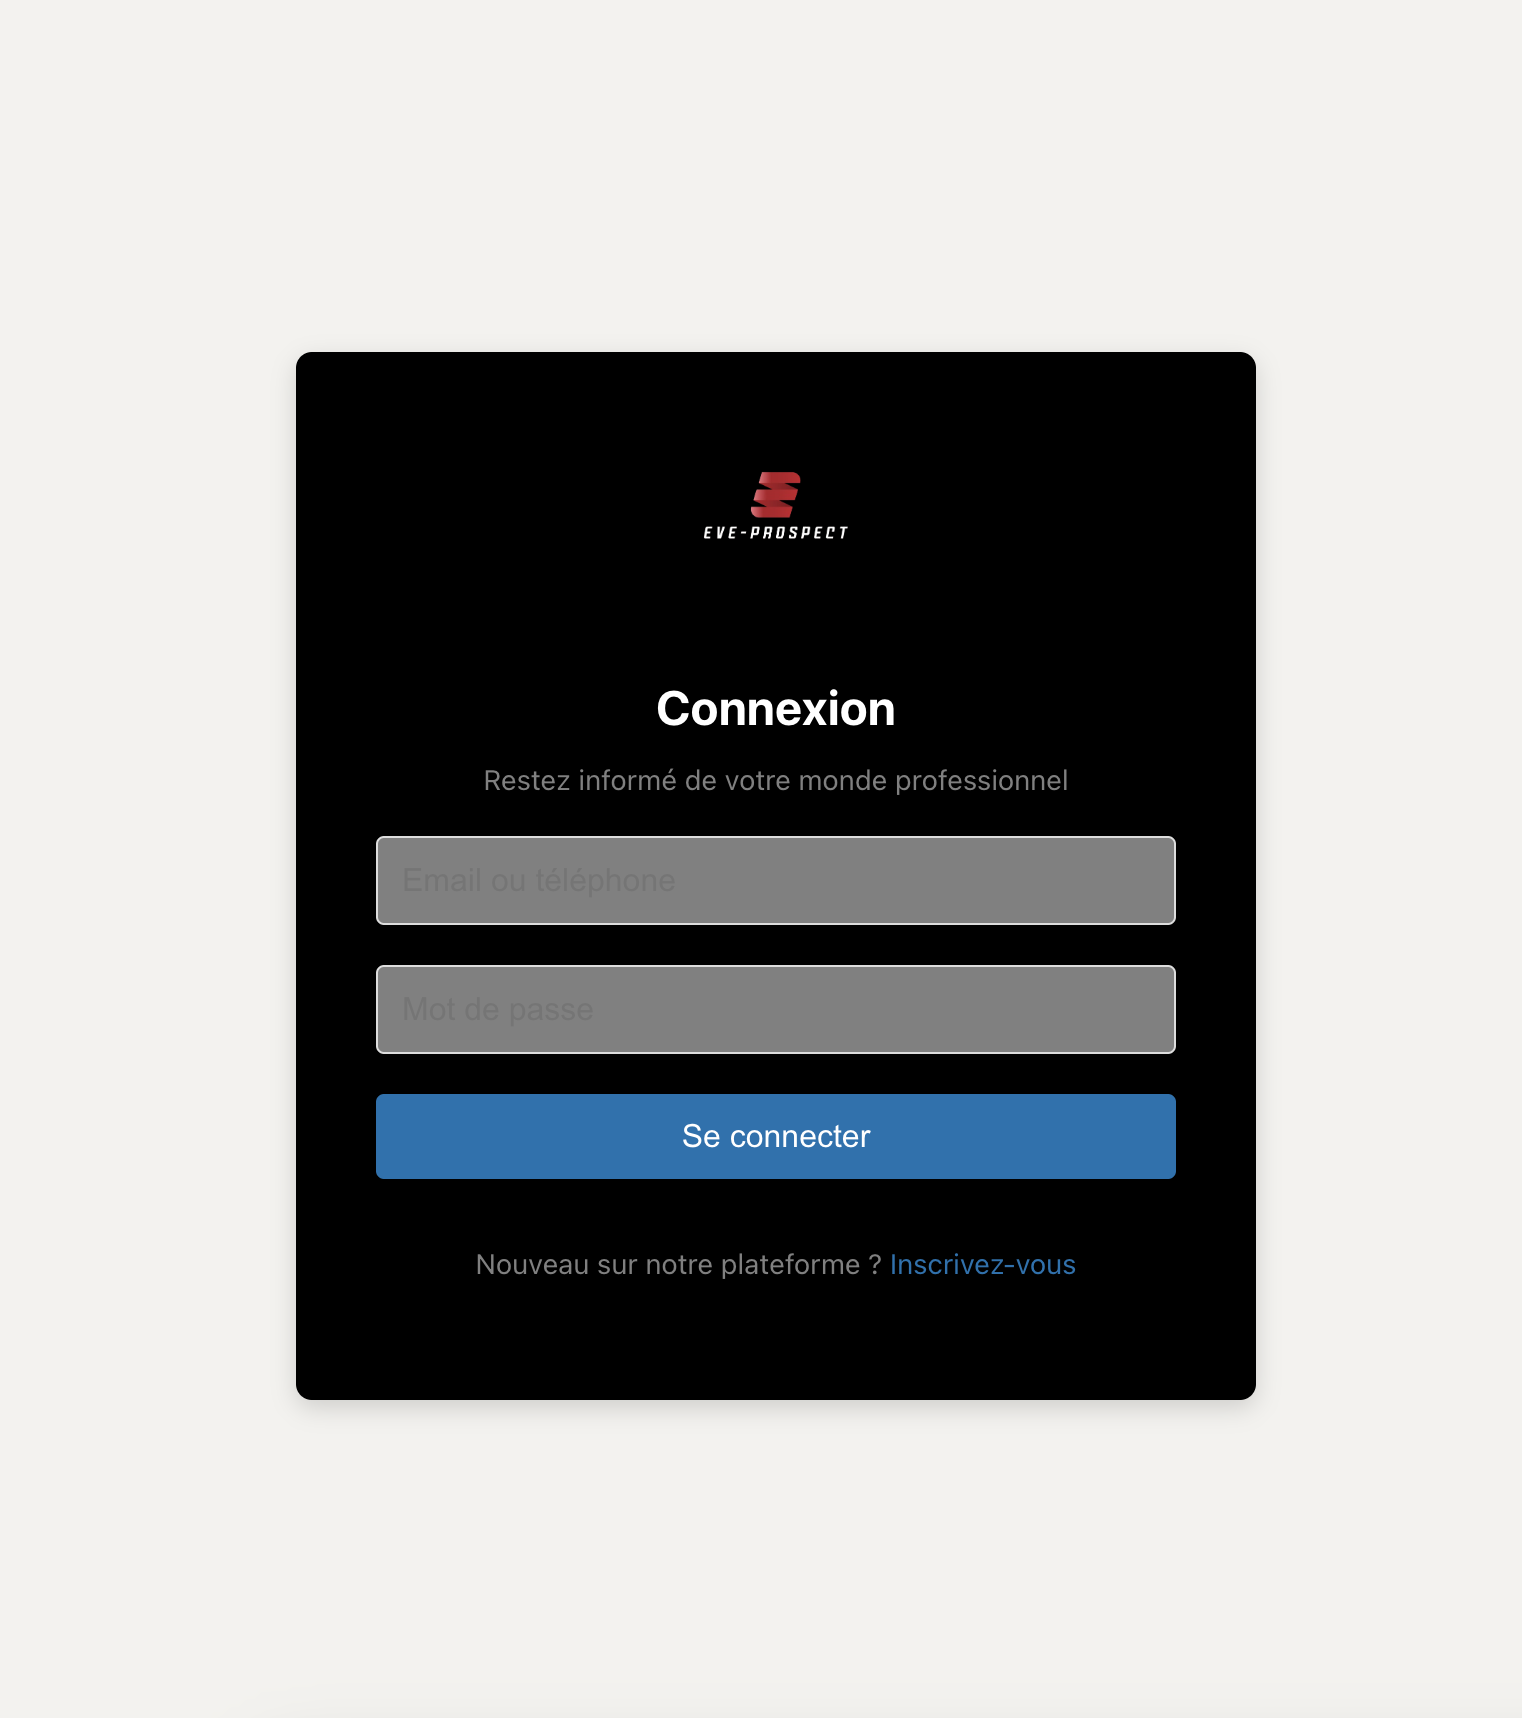 EVE-PROSPECT
Connexion
Restez informé de votre monde professionnel
Email ou téléphone
Mot de passe
Se connecter
Nouveau sur notre plateforme ? Inscrivez-vous